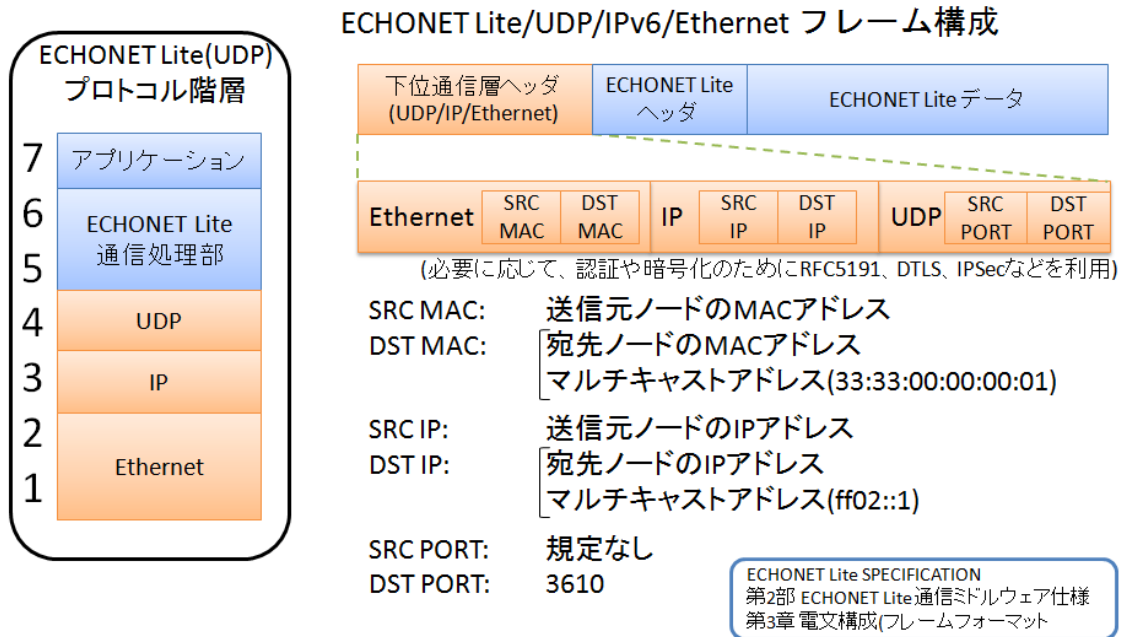 ECHONET Lite/UDP/IPv6/Ethernet フレーム構成
ECHONET Lite(UDP)
プロトコル階層
7
アプリケーション
6
5
ECHONET Lite
通信処理部
4
UDP
3
IP
2
1
Ethernet
下位通信層ヘッダ
(UDP/IP/Ethernet)
ECHONET Lite
ヘッダ
ECHONET Lite データ
Ethernet
SRC
MAC
DST
MAC
IP
SRC
IP
DST
IP
UDP
SRC
PORT
DST
PORT
(必要に応じて、認証や暗号化のためにRFC5191、DTLS、IPSecなどを利用)
SRC MAC: 送信元ノードのMACアドレス
DST MAC: 宛先ノードのMACアドレス
マルチキャストアドレス(33:33:00:00:00:01)
SRC IP: 送信元ノードのIPアドレス
DST IP: 宛先ノードのIPアドレス
マルチキャストアドレス(ff02::1)
SRC PORT: 規定なし
DST PORT: 3610
ECHONET Lite SPECIFICATION
第2部 ECHONET Lite通信ミドルウェア仕様
第3章 電文構成(フレームフォーマット